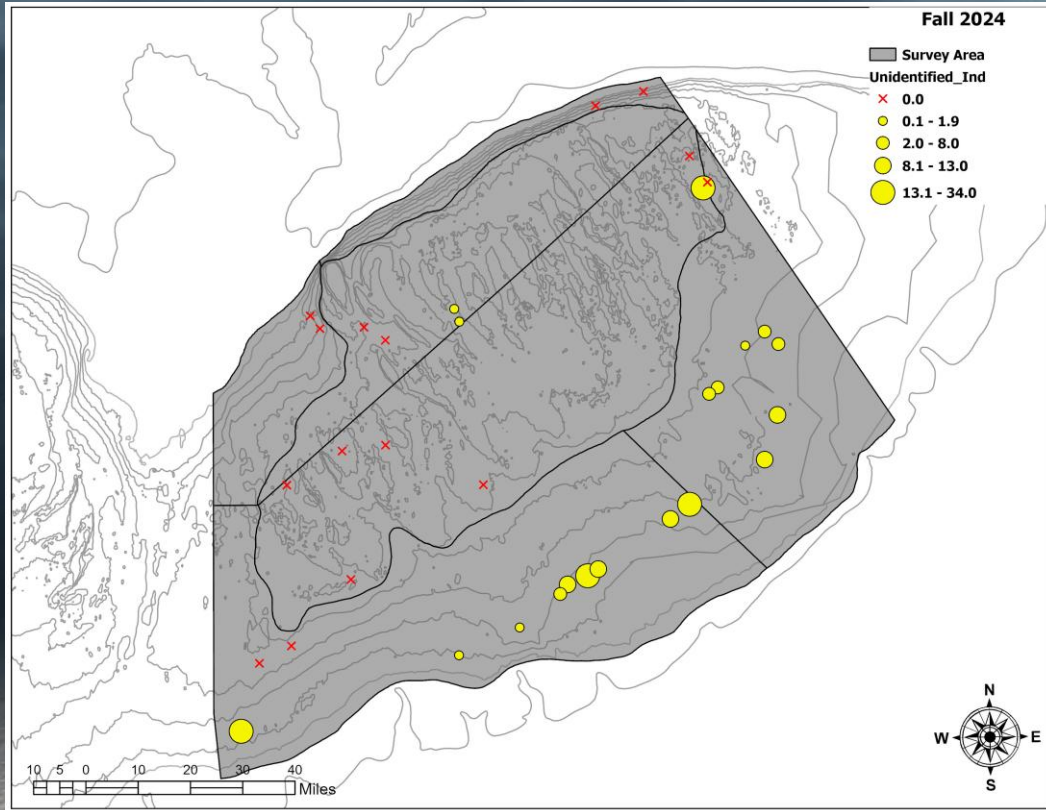 Fall 2024
Survey Area
Unidentified_Ind
0.0
0.1 - 1.9
2.0 - 8.0
8.1 - 13.0
13.1 - 34.0
N
W E
S
10 5 0 10 20 30 40
Miles